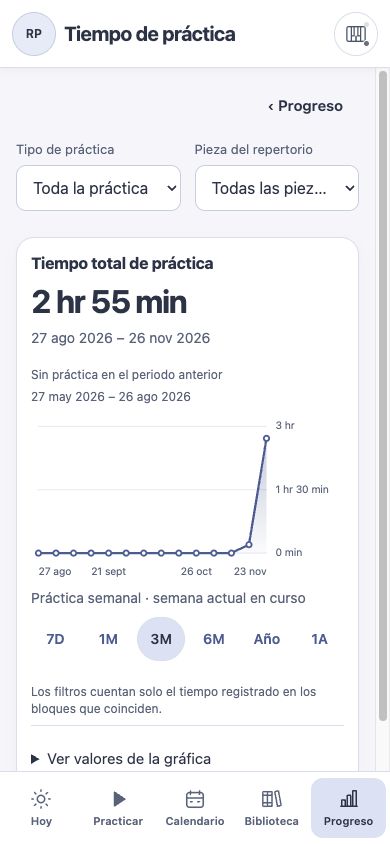 RP
Tiempo de práctica
‹ Progreso
Tipo de práctica
Pieza del repertorio
Toda la práctica
Todas las piez...
Tiempo total de práctica
2 hr 55 min
27 ago 2026 – 26 nov 2026
Sin práctica en el periodo anterior
27 may 2026 – 26 ago 2026
3 hr
1 hr 30 min
0 min
27 ago
21 sept
26 oct
23 nov
Práctica semanal · semana actual en curso
7D
1M
3M
6M
Año
1A
Los filtros cuentan solo el tiempo registrado en los
bloques que coinciden.
Ver valores de la gráfica
Hoy
Practicar
Calendario
Biblioteca
Progreso